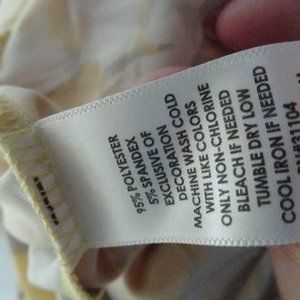 95% POLYESTER
5% SPANDEX
EXCLUSIVE OF
DECORATION
MACHINE WASH COLD
WITH LIKE COLORS
ONLY NON-CHLORINE
BLEACH IF NEEDED
TUMBLE DRY LOW
COOL IRON IF NEEDED